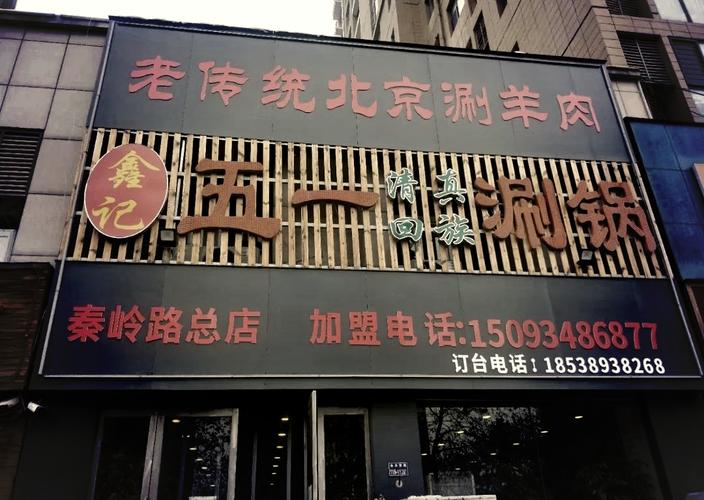 老传统北京涮羊肉
鑫记
五一清真回族涮锅
秦岭路总店 加盟电话:15093486877
订台电话:18538938268